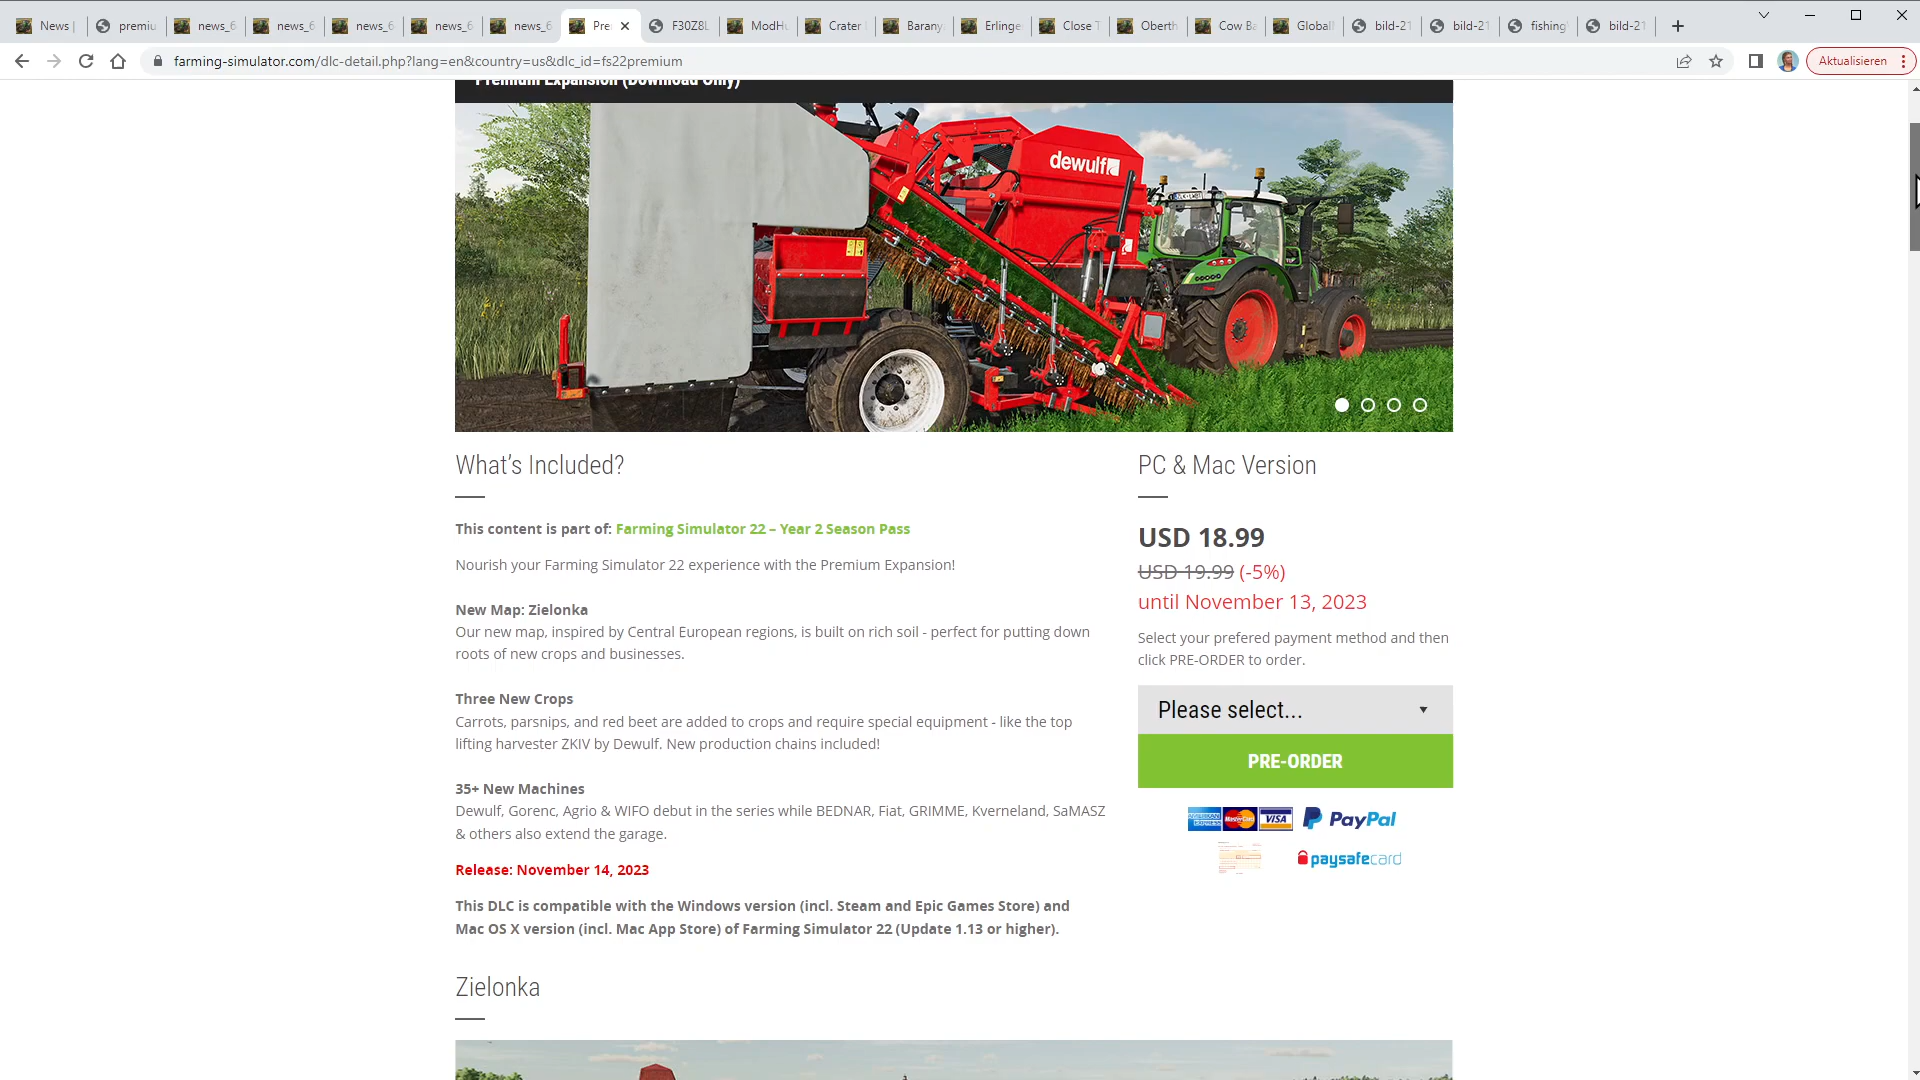 News |
premiu
news_6
news_6
news_6
news_6
news_6
Pre
F30Z8L
ModHu
Crater
Barany
Erlinge
Close T
Oberth
Cow Ba
Global
bild-21
bild-21
fishing
bild-21
farming-simulator.com/dlc-detail.php?lang=en&country=us&dlc_id=fs22premium
Aktualisieren
Premium Expansion (Download Only)
dewulf
What's Included?
This content is part of: Farming Simulator 22 – Year 2 Season Pass
Nourish your Farming Simulator 22 experience with the Premium Expansion!
New Map: Zielonka
Our new map, inspired by Central European regions, is built on rich soil - perfect for putting down
roots of new crops and businesses.
Three New Crops
Carrots, parsnips, and red beet are added to crops and require special equipment - like the top
lifting harvester ZKIV by Dewulf. New production chains included!
35+ New Machines
Dewulf, Gorenc, Agrio & WIFO debut in the series while BEDNAR, Fiat, GRIMME, Kverneland, SaMASZ
& others also extend the garage.
Release: November 14, 2023
This DLC is compatible with the Windows version (incl. Steam and Epic Games Store) and
Mac OS X version (incl. Mac App Store) of Farming Simulator 22 (Update 1.13 or higher).
Zielonka
PC & Mac Version
USD 18.99
USD 19.99 (-5%)
until November 13, 2023
Select your prefered payment method and then
click PRE-ORDER to order.
Please select...
PRE-ORDER
AMERICAN EXPRESS
MasterCard
VISA
PayPal
paysafecard